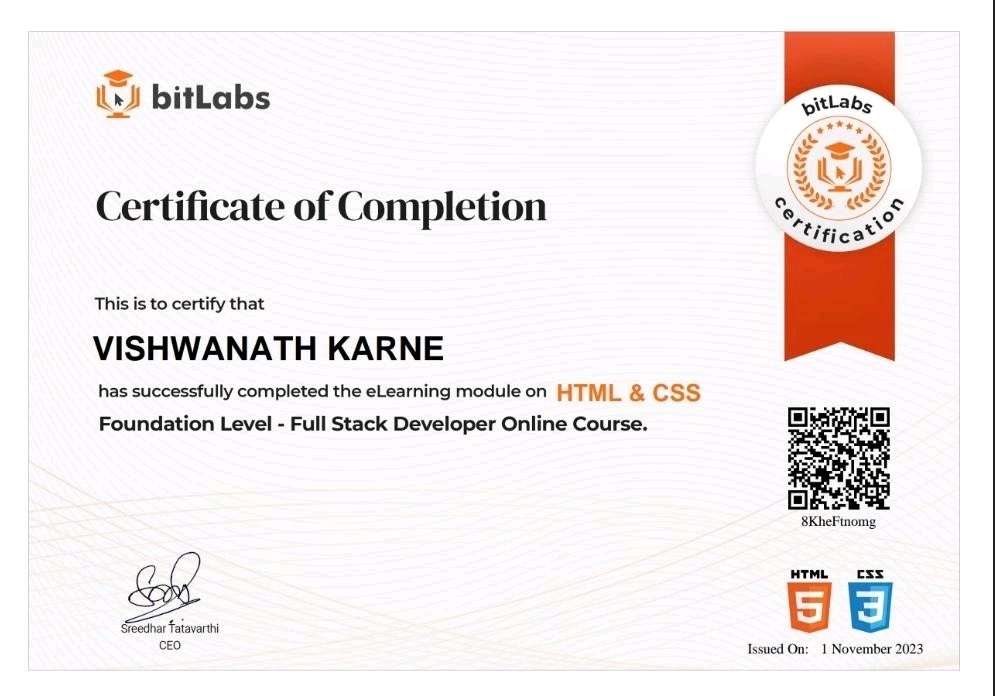 bitLabs
bitLabs
certification
Certificate of Completion
This is to certify that
VISHWANATH KARNE
has successfully completed the eLearning module on HTML & CSS
Foundation Level - Full Stack Developer Online Course.
8KheFtnomg
HTML CSS
5 3
Sreedhar Tatavarthi
CEO
Issued On: 1 November 2023